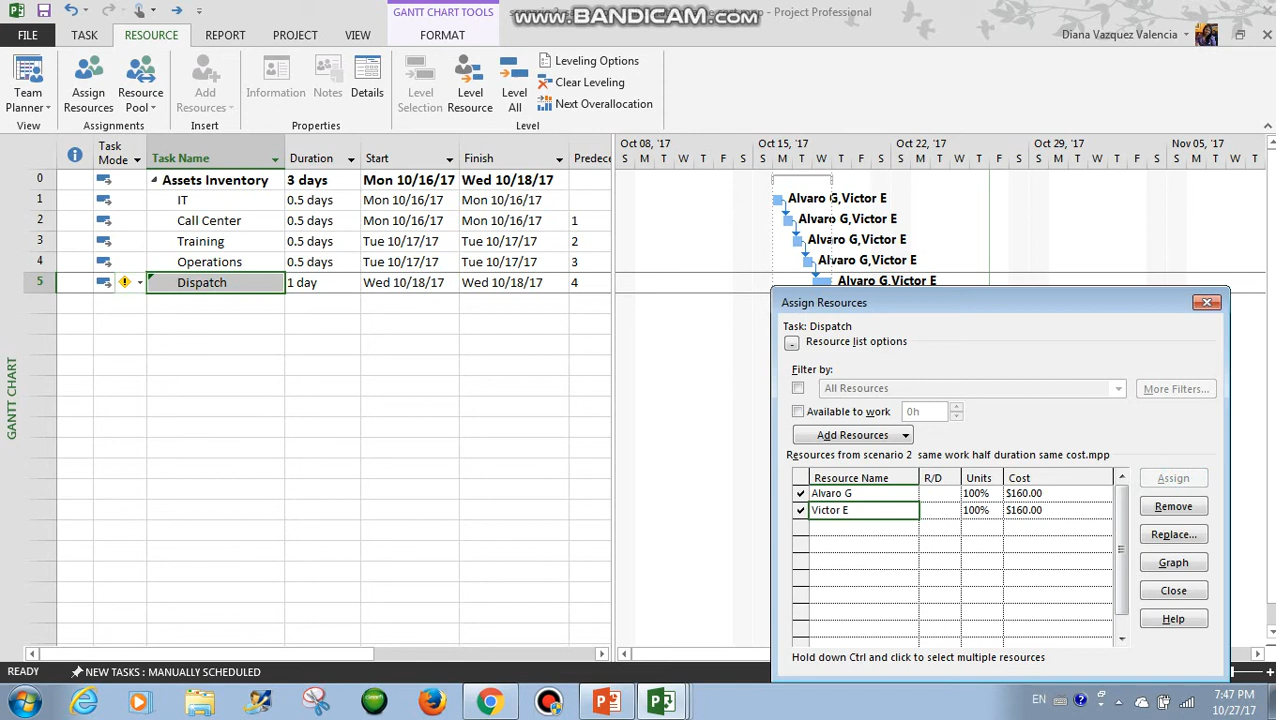 GANTT CHART TOOLS
www.BANDICAM.com - Project Professional
FILE TASK RESOURCE REPORT PROJECT VIEW FORMAT Diana Vazquez Valencia
Team Planner
Assign Resources
Resource Pool
Add Resources
Information
Notes
Details
Level Selection
Level Resource
Level All
Leveling Options
Clear Leveling
Next Overallocation
View Assignments Insert Properties Level
Oct 08, '17 Oct 15, '17 Oct 22, '17 Oct 29, '17 Nov 05, '17
Task Mode Task Name Duration Start Finish Predece
S M T W T F S S M T W T F S S M T W T F S S M T W T F S S M T W T
0 Assets Inventory 3 days Mon 10/16/17 Wed 10/18/17
1 IT 0.5 days Mon 10/16/17 Mon 10/16/17 Alvaro G,Victor E
2 Call Center 0.5 days Mon 10/16/17 Mon 10/16/17 1 Alvaro G,Victor E
3 Training 0.5 days Tue 10/17/17 Tue 10/17/17 2 Alvaro G,Victor E
4 Operations 0.5 days Tue 10/17/17 Tue 10/17/17 3 Alvaro G,Victor E
5 Dispatch 1 day Wed 10/18/17 Wed 10/18/17 4 Alvaro G,Victor E
GANTT CHART
Assign Resources
Task: Dispatch
- Resource list options
Filter by:
All Resources More Filters...
Available to work 0h
Add Resources
Resources from scenario 2 same work half duration same cost.mpp
Resource Name R/D Units Cost Assign
Alvaro G 100% $160.00
Victor E 100% $160.00 Remove
Replace...
Graph
Close
Help
Hold down Ctrl and click to select multiple resources
READY NEW TASKS : MANUALLY SCHEDULED
EN 7:47 PM
10/27/17